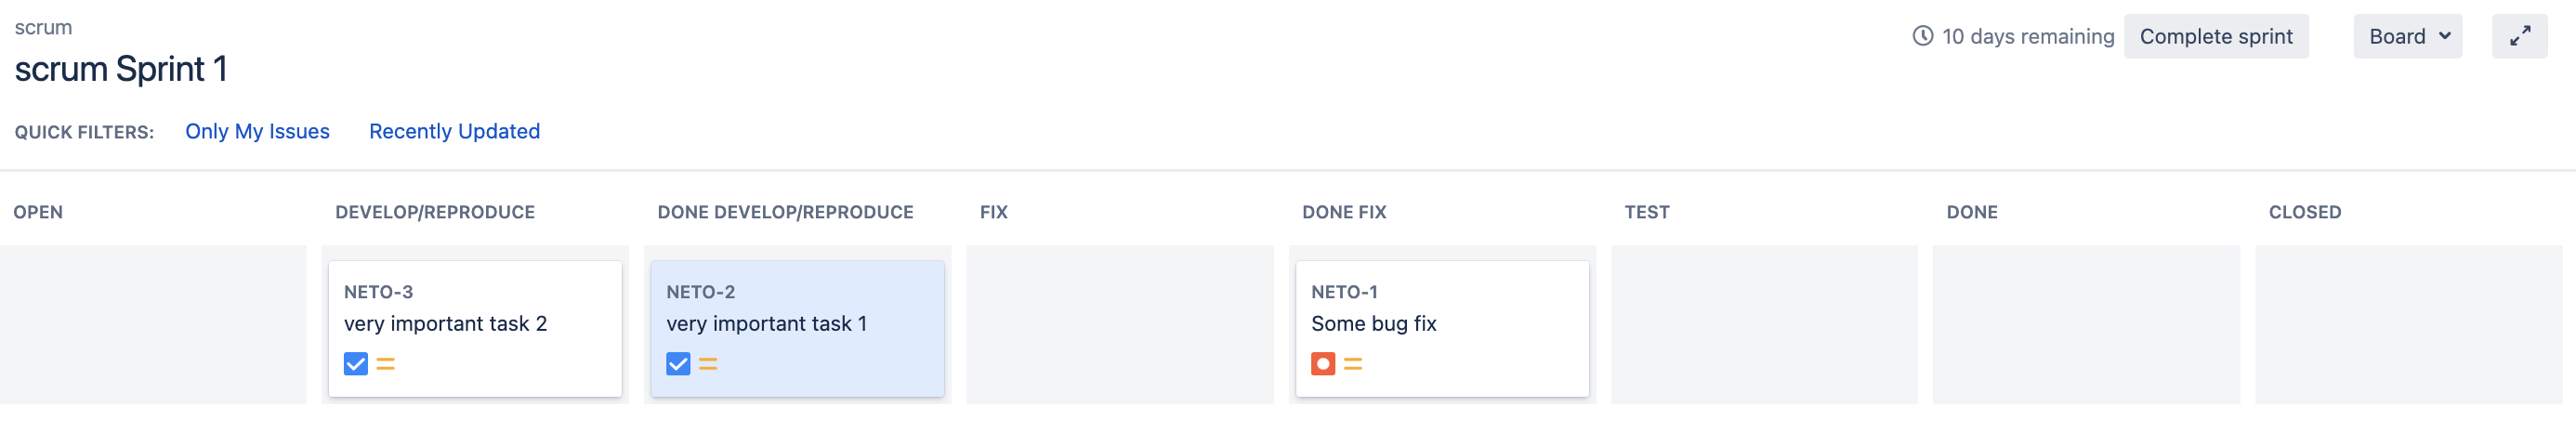 scrum
scrum Sprint 1
10 days remaining
Complete sprint
Board
QUICK FILTERS:
Only My Issues
Recently Updated
OPEN
DEVELOP/REPRODUCE
DONE DEVELOP/REPRODUCE
FIX
DONE FIX
TEST
DONE
CLOSED
NETO-3
very important task 2
NETO-2
very important task 1
NETO-1
Some bug fix